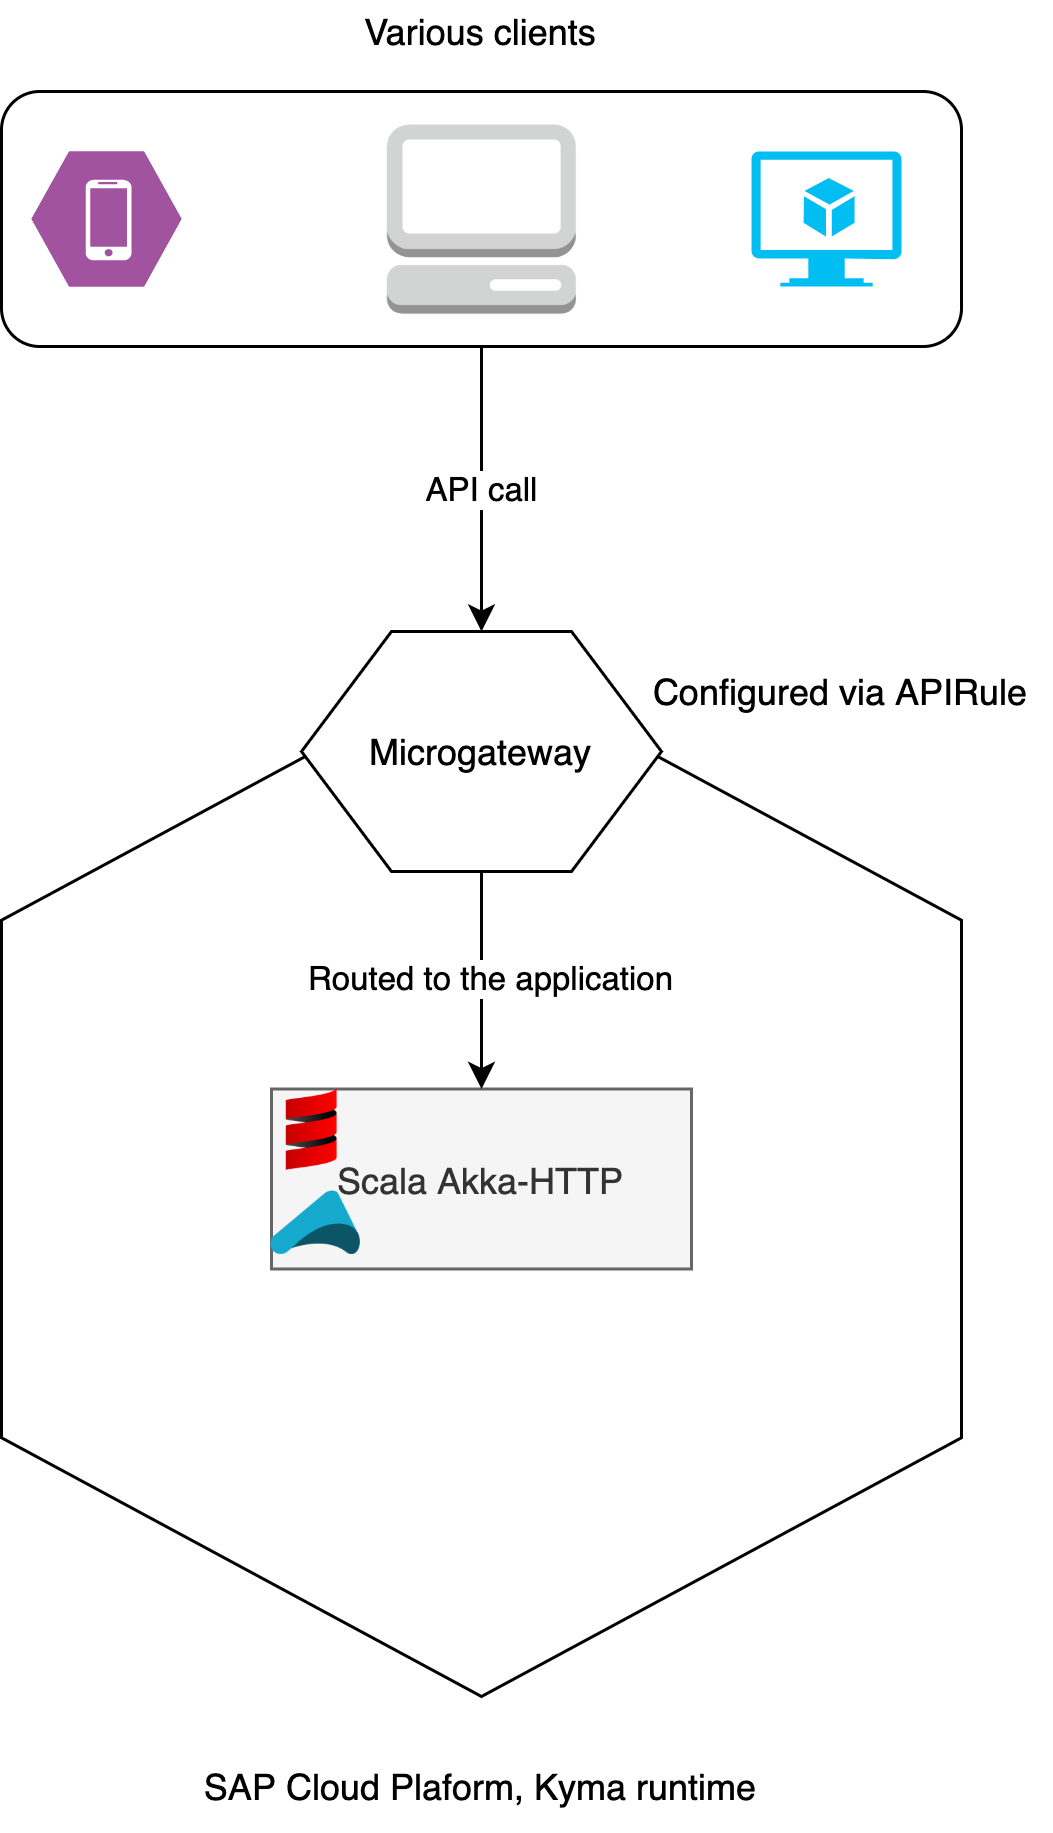 Various clients
API call
Configured via APIRule
Microgateway
Routed to the application
Scala Akka-HTTP
SAP Cloud Plaform, Kyma runtime